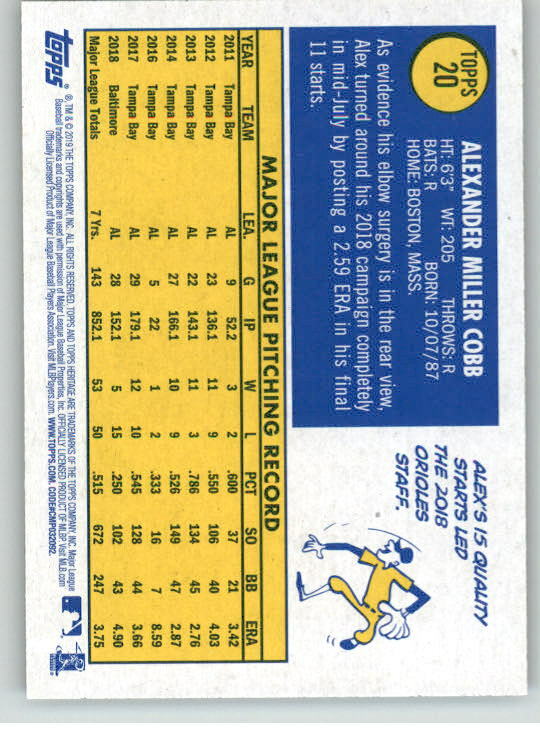 TOPPS
20
ALEXANDER MILLER COBB
HT: 6'3" WT: 205 THROWS: R
BATS: R BORN: 10/07/87
HOME: BOSTON, MASS.
As evidence his elbow surgery is in the rear view,
Alex turned around his 2018 campaign completely
in mid-July by posting a 2.59 ERA in his final
11 starts.
ALEX'S 15 QUALITY
STARTS LED
THE 2018
ORIOLES
STAFF.
MAJOR LEAGUE PITCHING RECORD
YEAR TEAM LEA. G IP W L PCT SO BB ERA
2011 Tampa Bay AL 9 52.2 3 2 .600 37 21 3.42
2012 Tampa Bay AL 23 136.1 11 9 .550 106 40 4.03
2013 Tampa Bay AL 22 143.1 11 3 .786 134 45 2.76
2014 Tampa Bay AL 27 166.1 10 9 .526 149 47 2.87
2016 Tampa Bay AL 5 22 1 2 .333 16 7 8.59
2017 Tampa Bay AL 29 179.1 12 10 .545 128 44 3.66
2018 Baltimore AL 28 152.1 5 15 .250 102 43 4.90
Major League Totals 7 Yrs. 143 852.1 53 50 .515 672 247 3.75
topps
®, TM & © 2019 THE TOPPS COMPANY, INC. ALL RIGHTS RESERVED. TOPPS AND TOPPS HERITAGE ARE TRADEMARKS OF THE TOPPS COMPANY, INC. Major League
Baseball trademarks and copyrights are used with permission of Major League Baseball Properties, Inc. OFFICIALLY LICENSED PRODUCT OF MLB. Visit MLB.com
Officially Licensed Product of Major League Baseball Players Association. Visit MLBPlayers.com. WWW.TOPPS.COM. CODE#CMP032092.